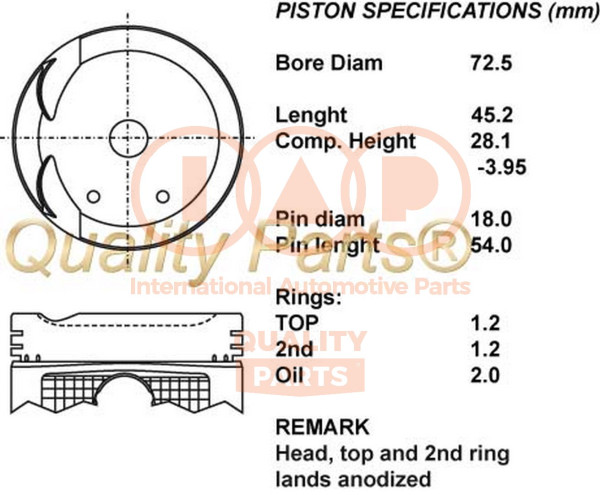 PISTON SPECIFICATIONS (mm)
Bore Diam 72.5
Lenght 45.2
Comp. Height 28.1
-3.95
Pin diam 18.0
Pin lenght 54.0
Rings:
TOP 1.2
2nd 1.2
Oil 2.0
REMARK
Head, top and 2nd ring
lands anodized
IAP
Quality Parts®
International Automotive Parts
QUALITY
PARTS